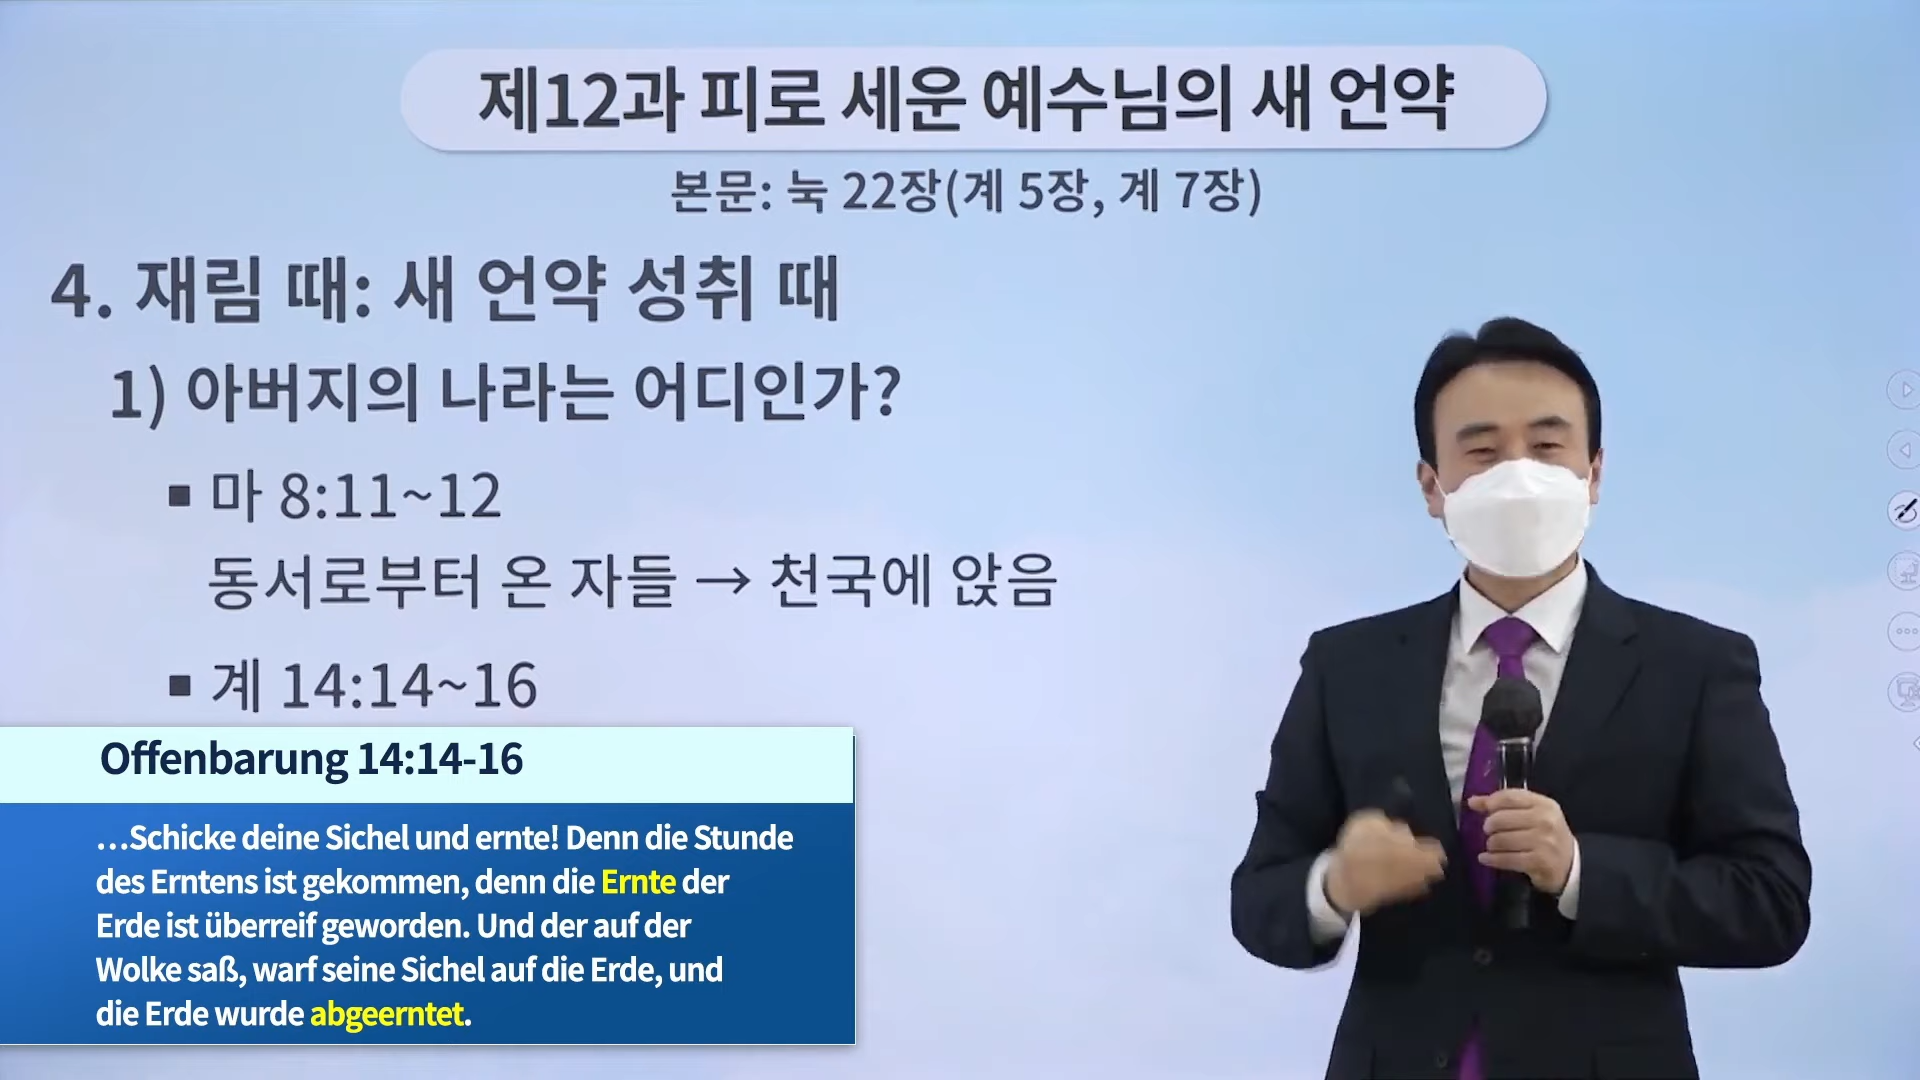 제12과 피로 세운 예수님의 새 언약
본문: 눅 22장(계 5장, 계 7장)
4. 재림 때: 새 언약 성취 때
1) 아버지의 나라는 어디인가?
▪ 마 8:11~12
동서로부터 온 자들 → 천국에 앉음
▪ 계 14:14~16
Offenbarung 14:14-16
…Schicke deine Sichel und ernte! Denn die Stunde
des Erntens ist gekommen, denn die Ernte der
Erde ist überreif geworden. Und der auf der
Wolke saß, warf seine Sichel auf die Erde, und
die Erde wurde abgeerntet.